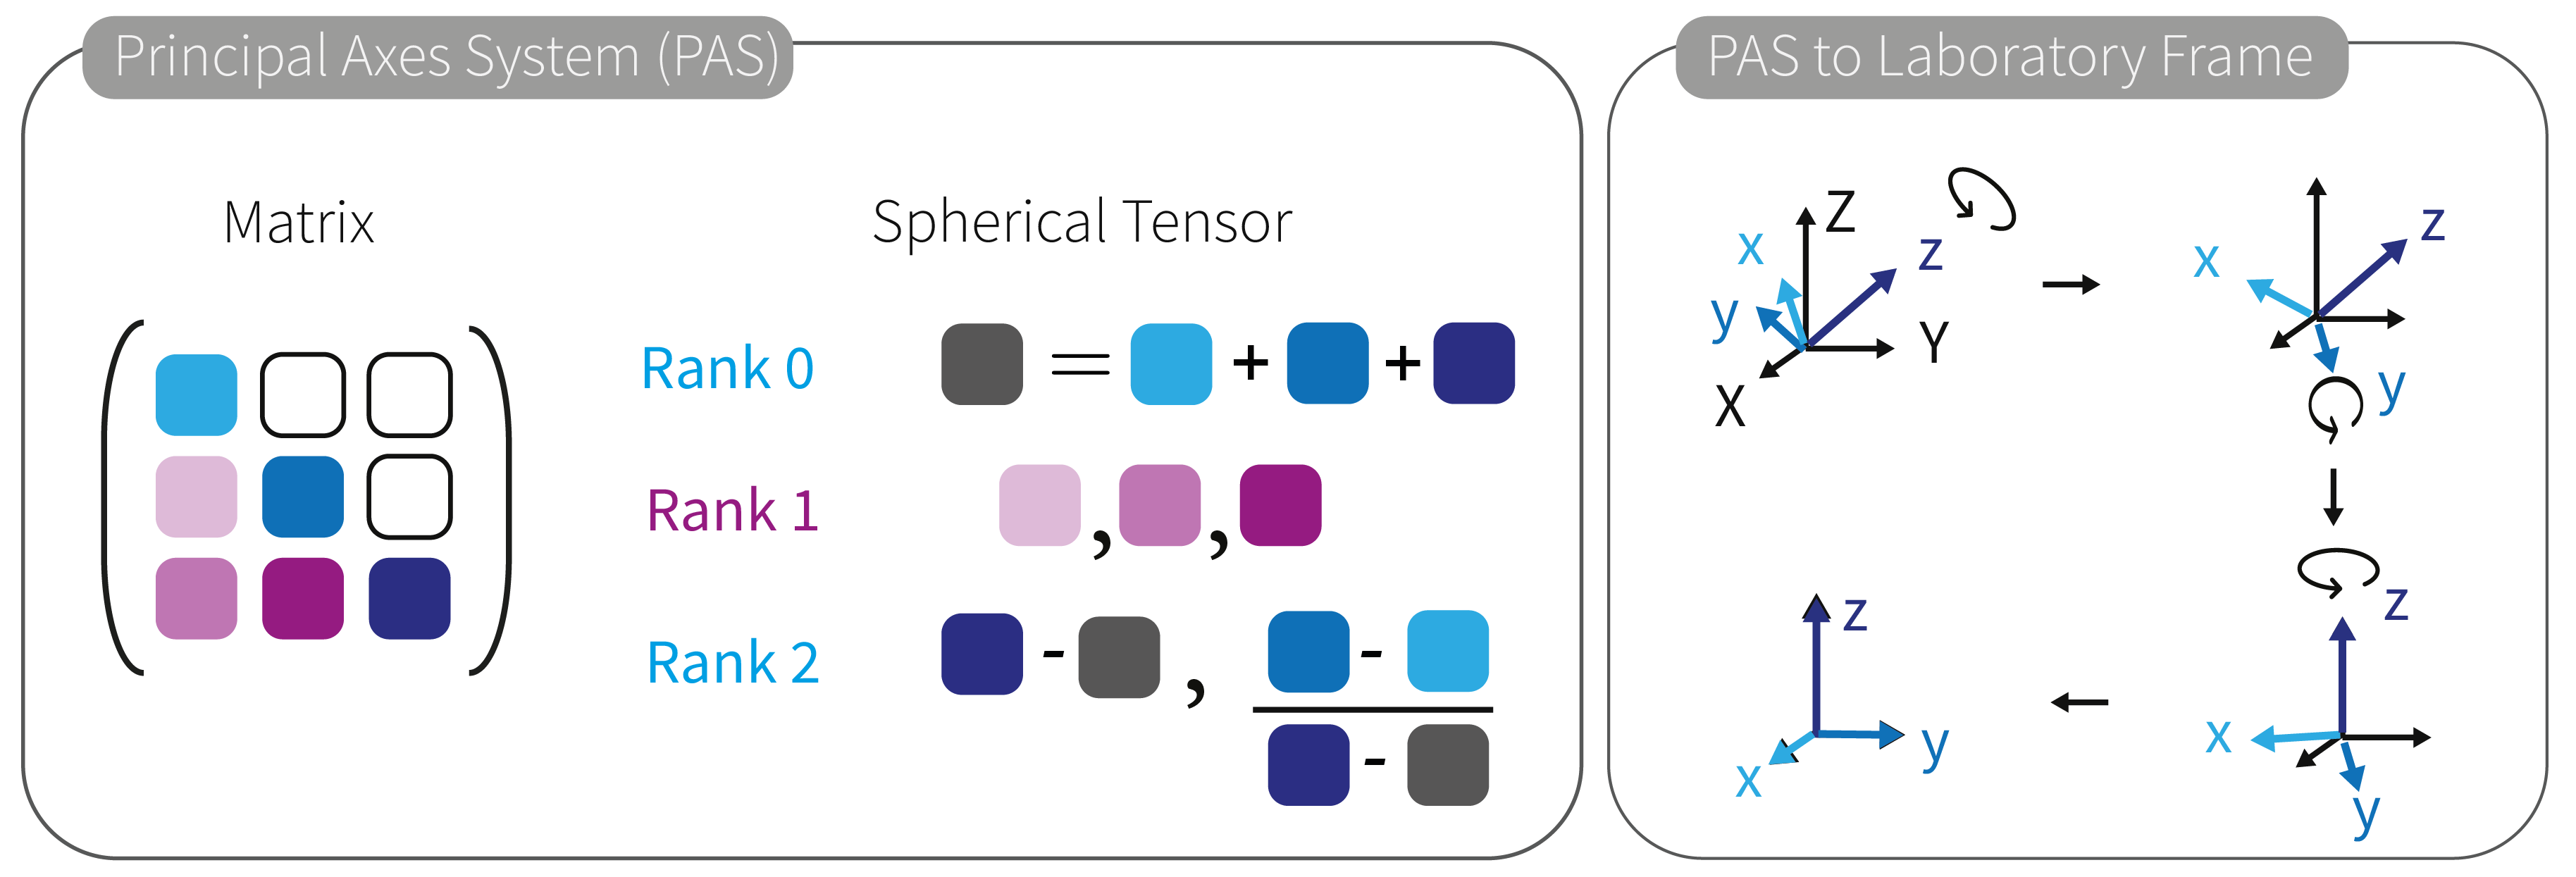 Principal Axes System (PAS)
Matrix
Spherical Tensor
Rank 0
= + +
Rank 1
, ,
Rank 2
- , -
-
PAS to Laboratory Frame
Z
x
z
y
Y
X
x
z
y
z
x
y
z
y
x